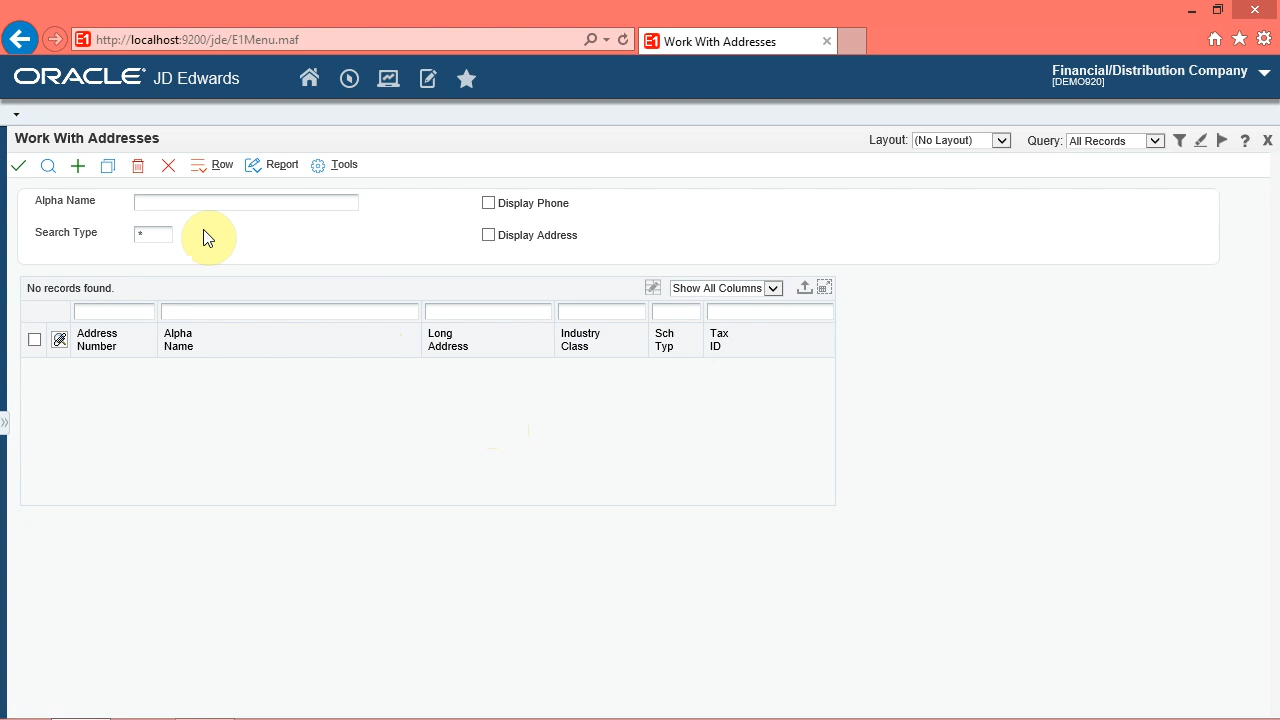 E1 http://localhost:9200/jde/E1Menu.maf
E1 Work With Addresses
ORACLE JD Edwards
Financial/Distribution Company
[DEMO920]
Work With Addresses
Layout: (No Layout)
Query: All Records
Row Report Tools
Alpha Name
Display Phone
Search Type *
Display Address
No records found.
Show All Columns
Address Number
Alpha Name
Long Address
Industry Class
Sch Typ
Tax ID